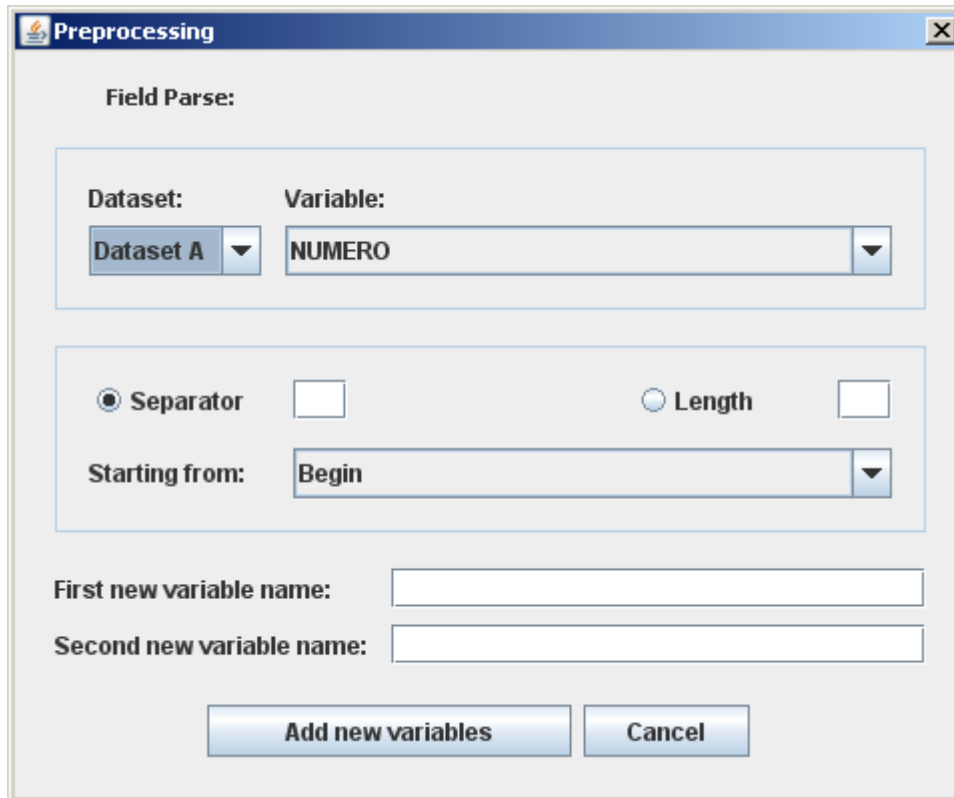 Preprocessing
Field Parse:
Dataset: Variable:
Dataset A NUMERO
Separator Length
Starting from: Begin
First new variable name:
Second new variable name:
Add new variables Cancel